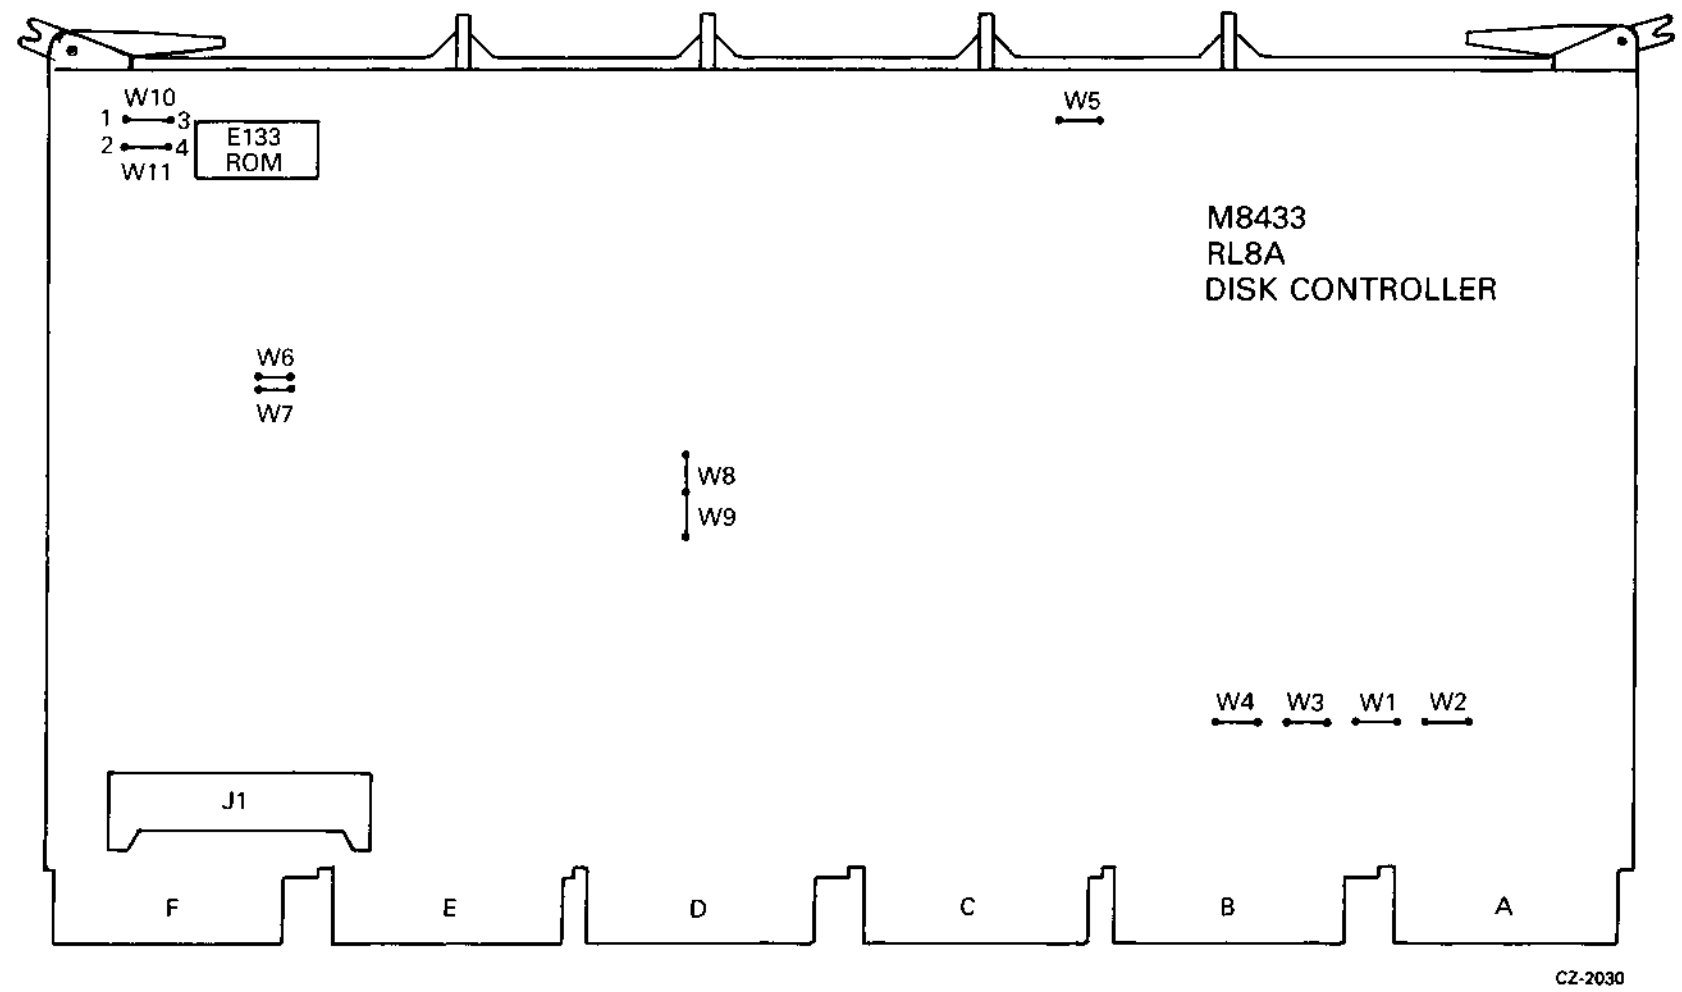 W10
1 3
2 4
W11
E133
ROM
W5
M8433
RL8A
DISK CONTROLLER
W6
W7
W8
W9
W4 W3 W1 W2
J1
F E D C B A
CZ-2030